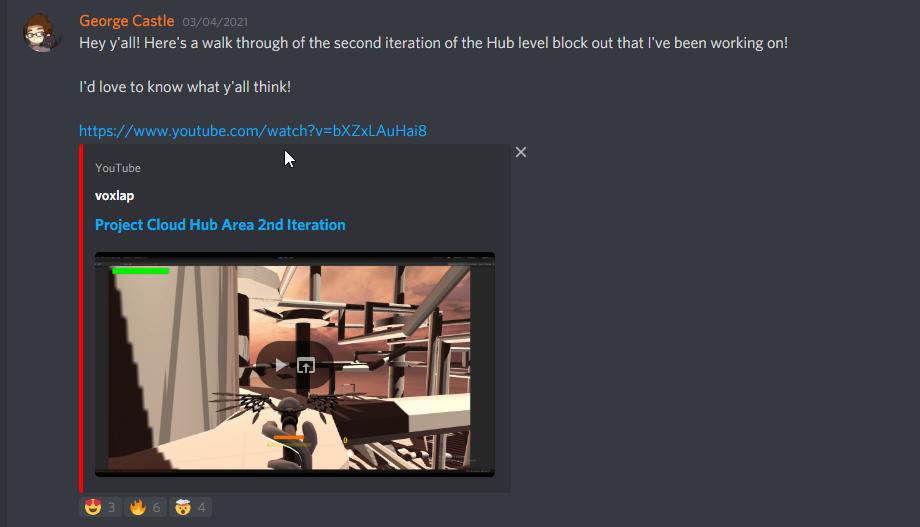 George Castle 03/04/2021
Hey y'all! Here's a walk through of the second iteration of the Hub level block out that I've been working on!
I'd love to know what y'all think!
https://www.youtube.com/watch?v=bXZxLAuHai8
YouTube
voxlap
Project Cloud Hub Area 2nd Iteration
0
3 6 4